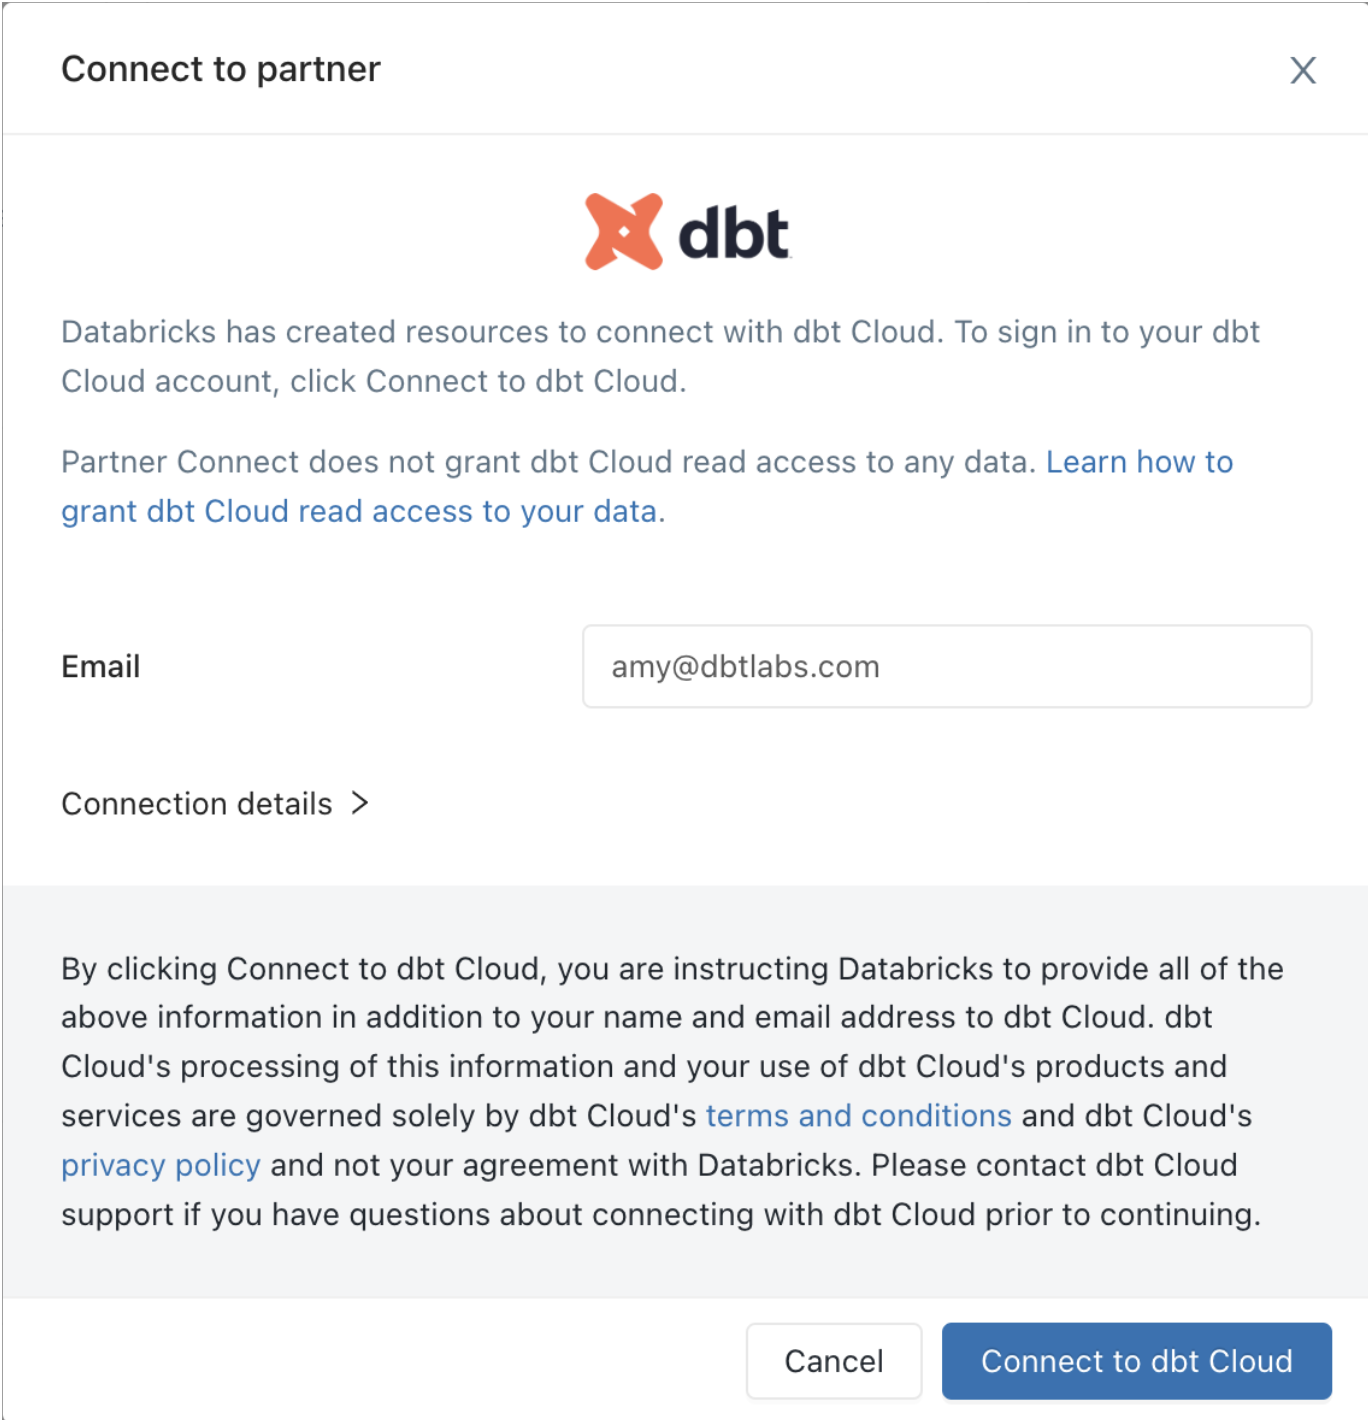 Connect to partner
dbt
Databricks has created resources to connect with dbt Cloud. To sign in to your dbt
Cloud account, click Connect to dbt Cloud.
Partner Connect does not grant dbt Cloud read access to any data. Learn how to
grant dbt Cloud read access to your data.
Email
amy@dbtlabs.com
Connection details >
By clicking Connect to dbt Cloud, you are instructing Databricks to provide all of the
above information in addition to your name and email address to dbt Cloud. dbt
Cloud's processing of this information and your use of dbt Cloud's products and
services are governed solely by dbt Cloud's terms and conditions and dbt Cloud's
privacy policy and not your agreement with Databricks. Please contact dbt Cloud
support if you have questions about connecting with dbt Cloud prior to continuing.
Cancel
Connect to dbt Cloud